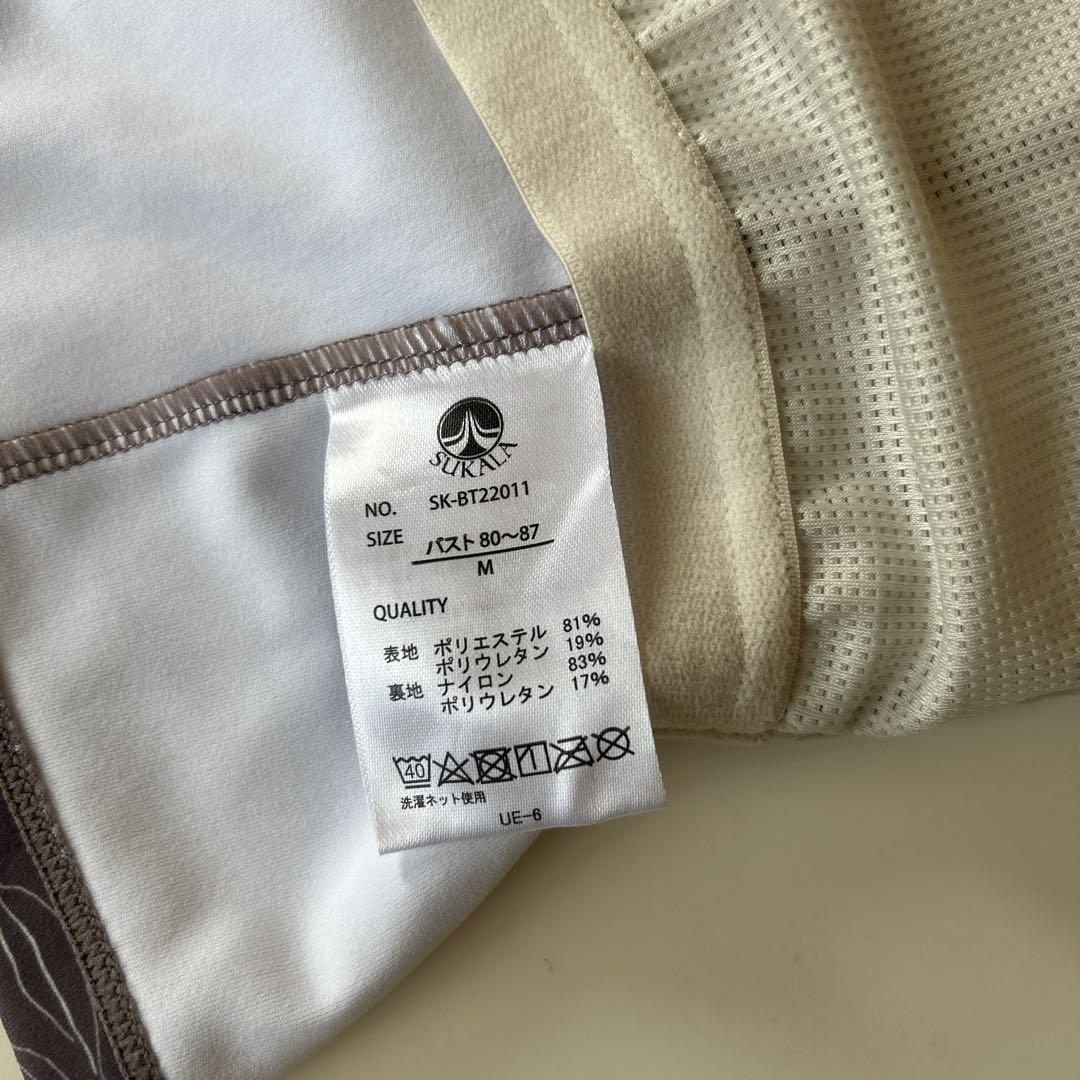 SUKALA
NO. SK-BT22011
SIZE バスト 80〜87
M
QUALITY
表地 ポリエステル 81%
ポリウレタン 19%
裏地 ナイロン 83%
ポリウレタン 17%
40
洗濯ネット使用
UE-6